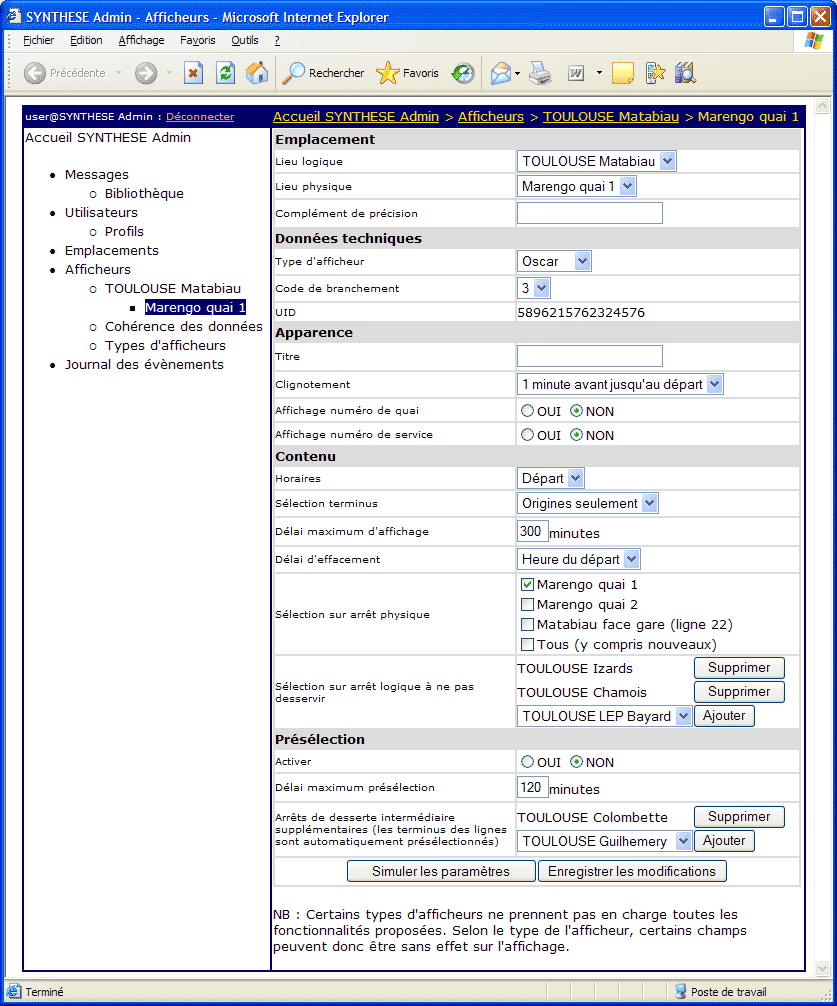 SYNTHESE Admin - Afficheurs - Microsoft Internet Explorer
Fichier Edition Affichage Favoris Outils ?
Précédente Rechercher Favoris
user@SYNTHESE Admin : Déconnecter
Accueil SYNTHESE Admin > Afficheurs > TOULOUSE Matabiau > Marengo quai 1
Accueil SYNTHESE Admin
Messages
Bibliothèque
Utilisateurs
Profils
Emplacements
Afficheurs
TOULOUSE Matabiau
Marengo quai 1
Cohérence des données
Types d'afficheurs
Journal des évènements
Emplacement
Lieu logique TOULOUSE Matabiau
Lieu physique Marengo quai 1
Complément de précision
Données techniques
Type d'afficheur Oscar
Code de branchement 3
UID 5896215762324576
Apparence
Titre
Clignotement 1 minute avant jusqu'au départ
Affichage numéro de quai OUI NON
Affichage numéro de service OUI NON
Contenu
Horaires Départ
Sélection terminus Origines seulement
Délai maximum d'affichage 300 minutes
Délai d'effacement Heure du départ
Sélection sur arrêt physique
Marengo quai 1
Marengo quai 2
Matabiau face gare (ligne 22)
Tous (y compris nouveaux)
Sélection sur arrêt logique à ne pas
desservir
TOULOUSE Izards Supprimer
TOULOUSE Chamois Supprimer
TOULOUSE LEP Bayard Ajouter
Présélection
Activer OUI NON
Délai maximum présélection 120 minutes
Arrêts de desserte intermédiaire
supplémentaires (les terminus des lignes
sont automatiquement présélectionnés)
TOULOUSE Colombette Supprimer
TOULOUSE Guilhemery Ajouter
Simuler les paramètres Enregistrer les modifications
NB : Certains types d'afficheurs ne prennent pas en charge toutes les
fonctionnalités proposées. Selon le type de l'afficheur, certains champs
peuvent donc être sans effet sur l'affichage.
Terminé Poste de travail